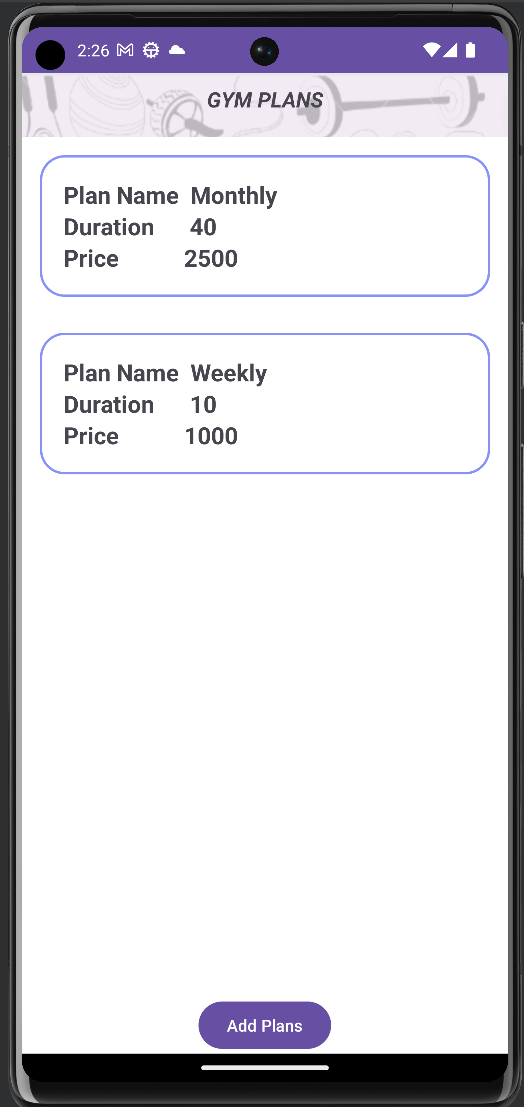 2:26
GYM PLANS
Plan Name Monthly
Duration 40
Price 2500
Plan Name Weekly
Duration 10
Price 1000
Add Plans